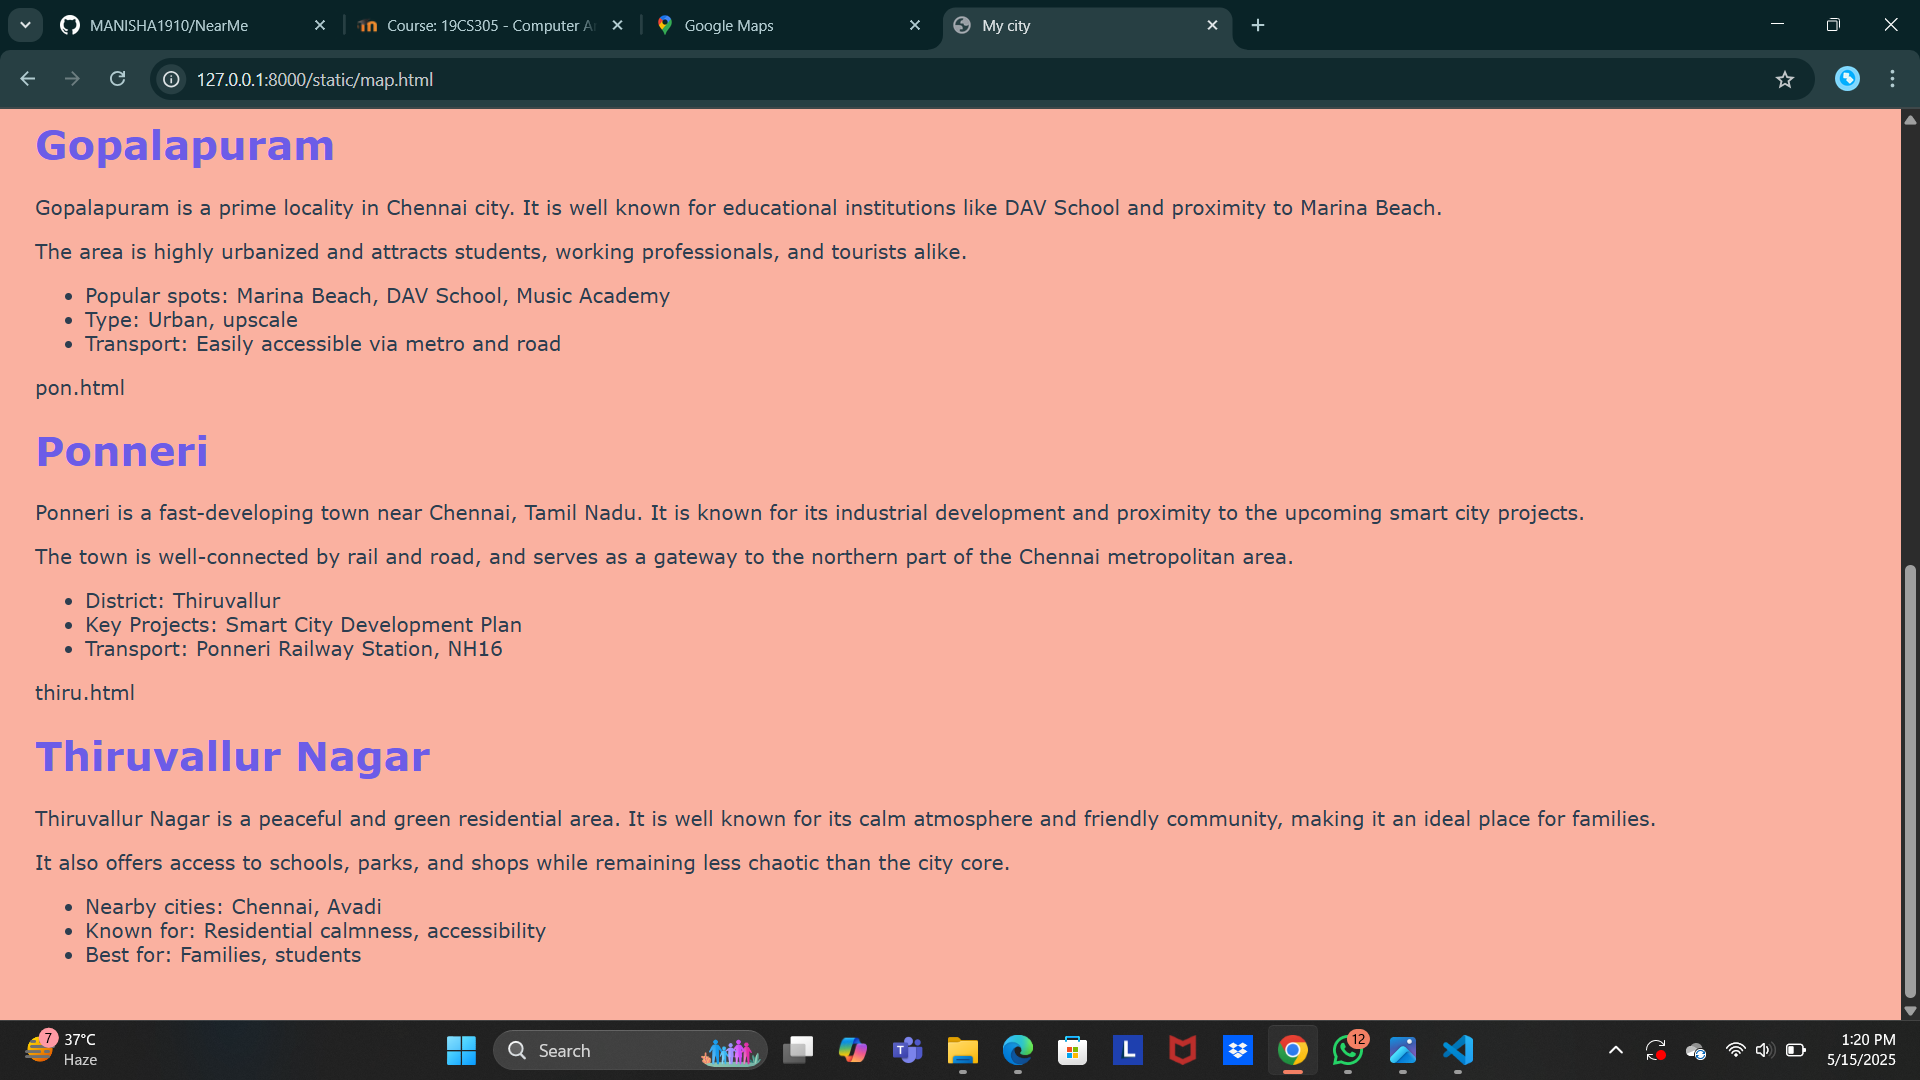 MANISHA1910/NearMe
Course: 19CS305 - Computer A
Google Maps
My city
127.0.0.1:8000/static/map.html
Gopalapuram
Gopalapuram is a prime locality in Chennai city. It is well known for educational institutions like DAV School and proximity to Marina Beach.
The area is highly urbanized and attracts students, working professionals, and tourists alike.
• Popular spots: Marina Beach, DAV School, Music Academy
• Type: Urban, upscale
• Transport: Easily accessible via metro and road
pon.html
Ponneri
Ponneri is a fast-developing town near Chennai, Tamil Nadu. It is known for its industrial development and proximity to the upcoming smart city projects.
The town is well-connected by rail and road, and serves as a gateway to the northern part of the Chennai metropolitan area.
• District: Thiruvallur
• Key Projects: Smart City Development Plan
• Transport: Ponneri Railway Station, NH16
thiru.html
Thiruvallur Nagar
Thiruvallur Nagar is a peaceful and green residential area. It is well known for its calm atmosphere and friendly community, making it an ideal place for families.
It also offers access to schools, parks, and shops while remaining less chaotic than the city core.
• Nearby cities: Chennai, Avadi
• Known for: Residential calmness, accessibility
• Best for: Families, students
7
37°C
Haze
Search
T
L
12
1:20 PM
5/15/2025